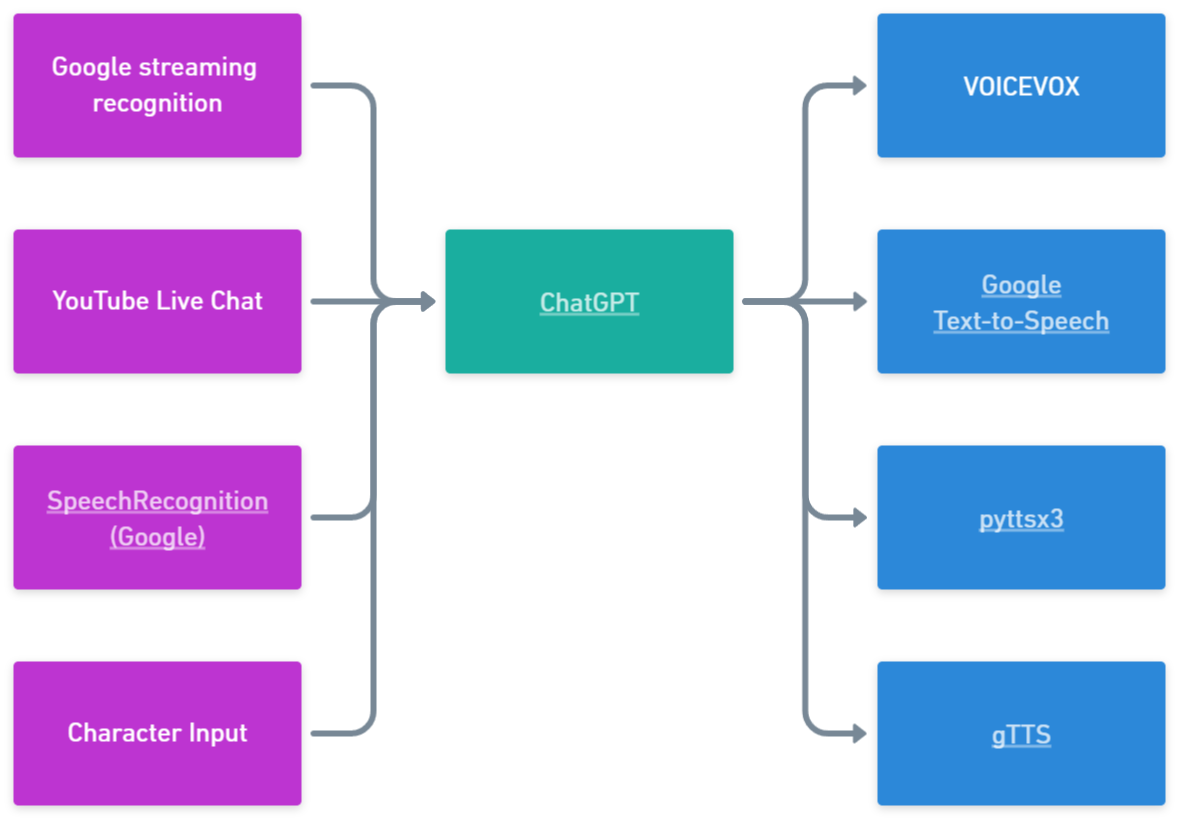 Google streaming
recognition
YouTube Live Chat
SpeechRecognition
(Google)
Character Input
ChatGPT
VOICEVOX
Google
Text-to-Speech
pyttsx3
gTTS